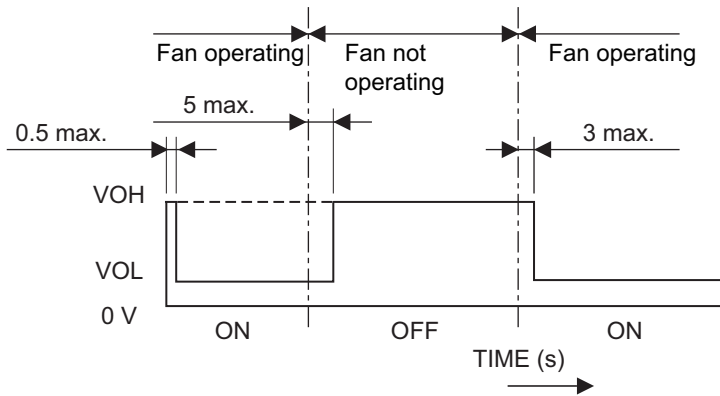 Fan operating
Fan not
operating
Fan operating
5 max.
0.5 max.
3 max.
VOH
VOL
0 V
ON
OFF
ON
TIME (s)